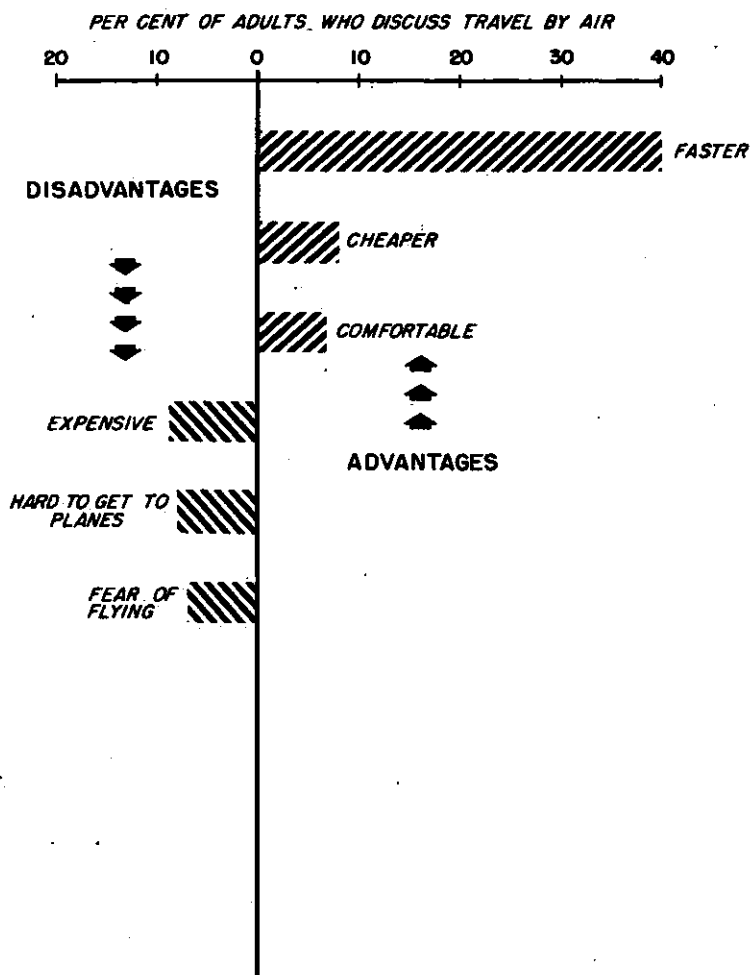 PER CENT OF ADULTS WHO DISCUSS TRAVEL BY AIR
20 10 0 10 20 30 40
FASTER
DISADVANTAGES
CHEAPER
COMFORTABLE
EXPENSIVE
ADVANTAGES
HARD TO GET TO
PLANES
FEAR OF
FLYING